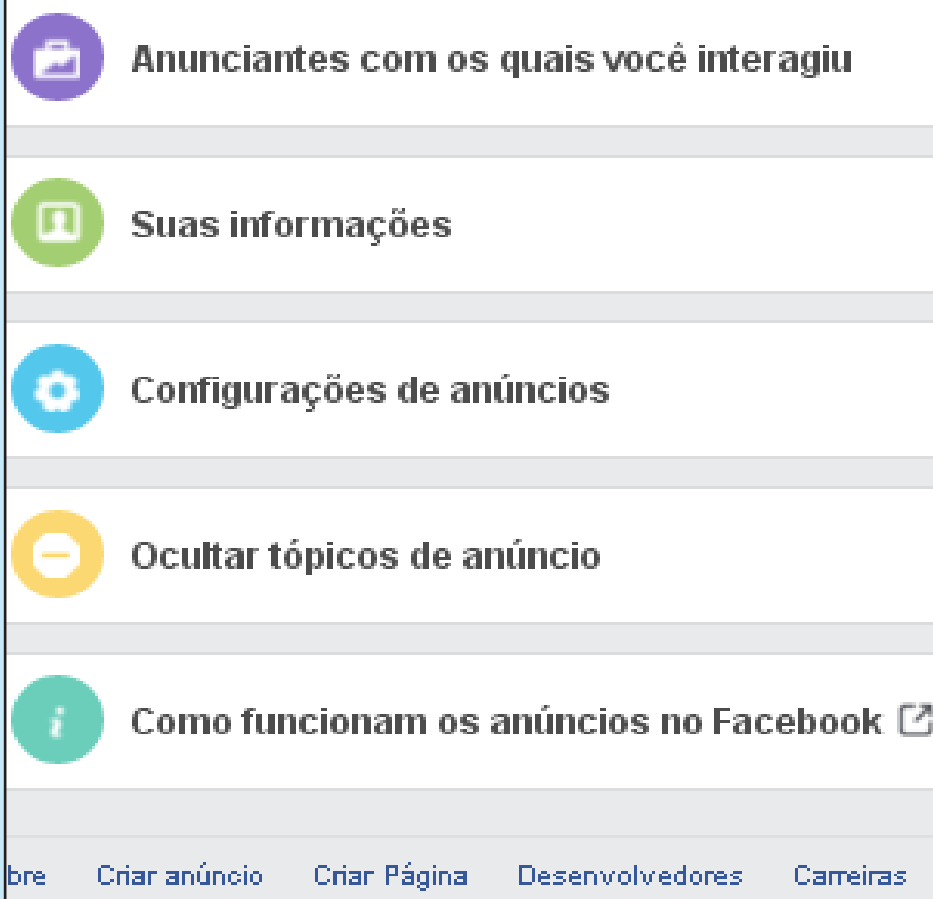 Anunciantes com os quais você interagiu
Suas informações
Configurações de anúncios
Ocultar tópicos de anúncio
Como funcionam os anúncios no Facebook
bre Criar anúncio Criar Página Desenvolvedores Carreiras